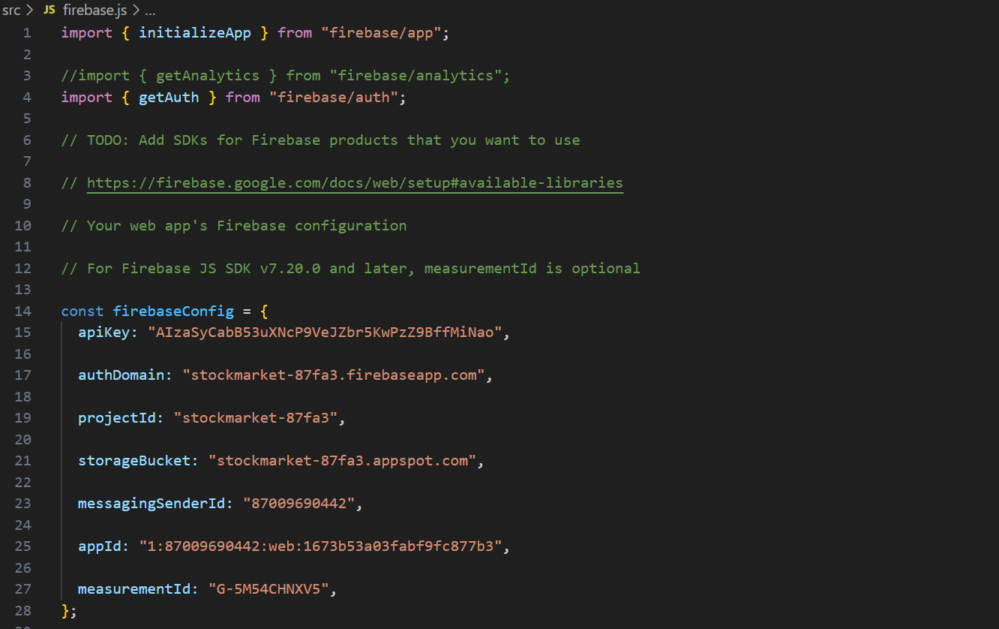 src > JS firebase.js > ...
1 import { initializeApp } from "firebase/app";
2
3 //import { getAnalytics } from "firebase/analytics";
4 import { getAuth } from "firebase/auth";
5
6 // TODO: Add SDKs for Firebase products that you want to use
7
8 // https://firebase.google.com/docs/web/setup#available-libraries
9
10 // Your web app's Firebase configuration
11
12 // For Firebase JS SDK v7.20.0 and later, measurementId is optional
13
14 const firebaseConfig = {
15 apiKey: "AIzaSyCabB53uXNcP9VeJZbr5KwPzZ9BffMiNao",
16
17 authDomain: "stockmarket-87fa3.firebaseapp.com",
18
19 projectId: "stockmarket-87fa3",
20
21 storageBucket: "stockmarket-87fa3.appspot.com",
22
23 messagingSenderId: "87009690442",
24
25 appId: "1:87009690442:web:1673b53a03fabf9fc877b3",
26
27 measurementId: "G-5M54CHNXV5",
28 };